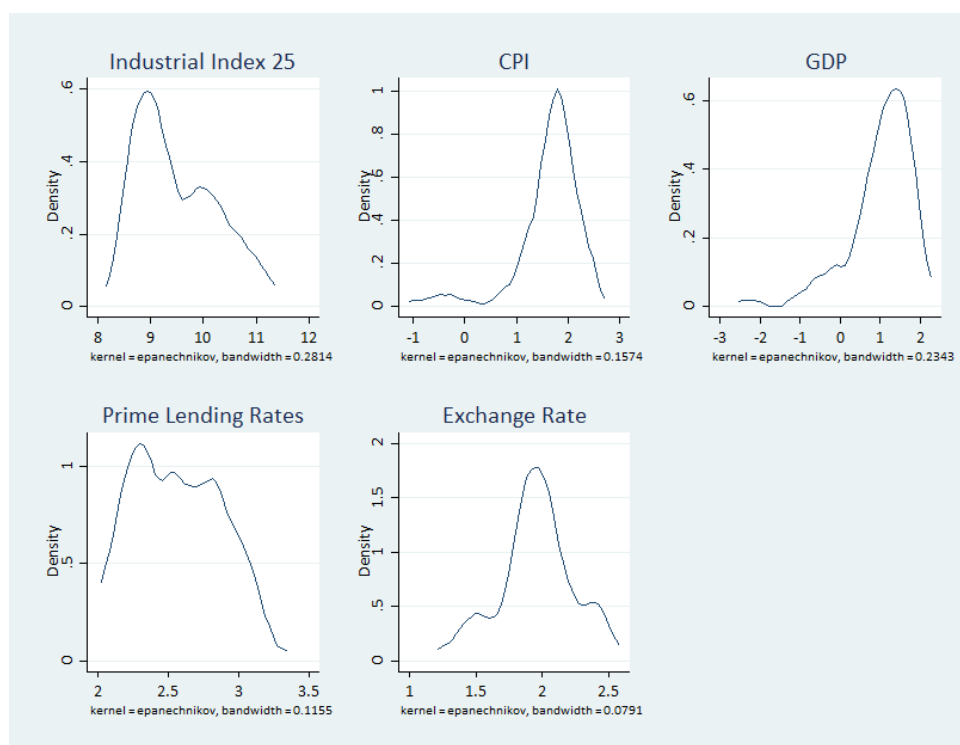 Industrial Index 25
Density
0 .2 .4 .6
8 9 10 11 12
kernel = epanechnikov, bandwidth = 0.2814
CPI
Density
0 .2 .4 .6 .8 1
-1 0 1 2 3
kernel = epanechnikov, bandwidth = 0.1574
GDP
Density
0 .2 .4 .6
-3 -2 -1 0 1 2
kernel = epanechnikov, bandwidth = 0.2343
Prime Lending Rates
Density
0 .5 1
2 2.5 3 3.5
kernel = epanechnikov, bandwidth = 0.1155
Exchange Rate
Density
0 .5 1 1.5 2
1 1.5 2 2.5
kernel = epanechnikov, bandwidth = 0.0791